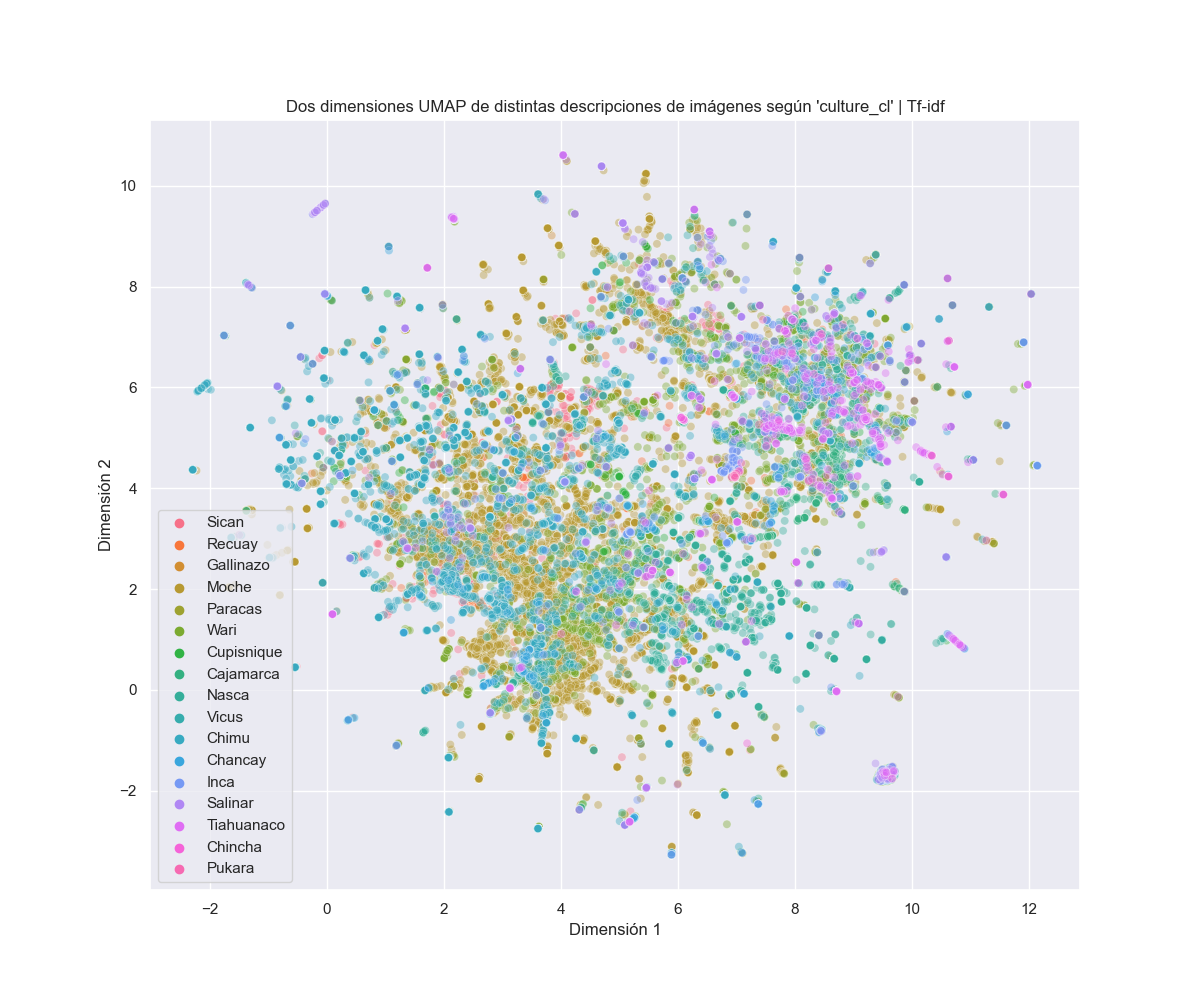 Dos dimensiones UMAP de distintas descripciones de imágenes según 'culture_cl' | Tf-idf
Dimensión 2
10
8
6
4
2
0
−2
Sican
Recuay
Gallinazo
Moche
Paracas
Wari
Cupisnique
Cajamarca
Nasca
Vicus
Chimu
Chancay
Inca
Salinar
Tiahuanaco
Chincha
Pukara
−2 0 2 4 6 8 10 12
Dimensión 1